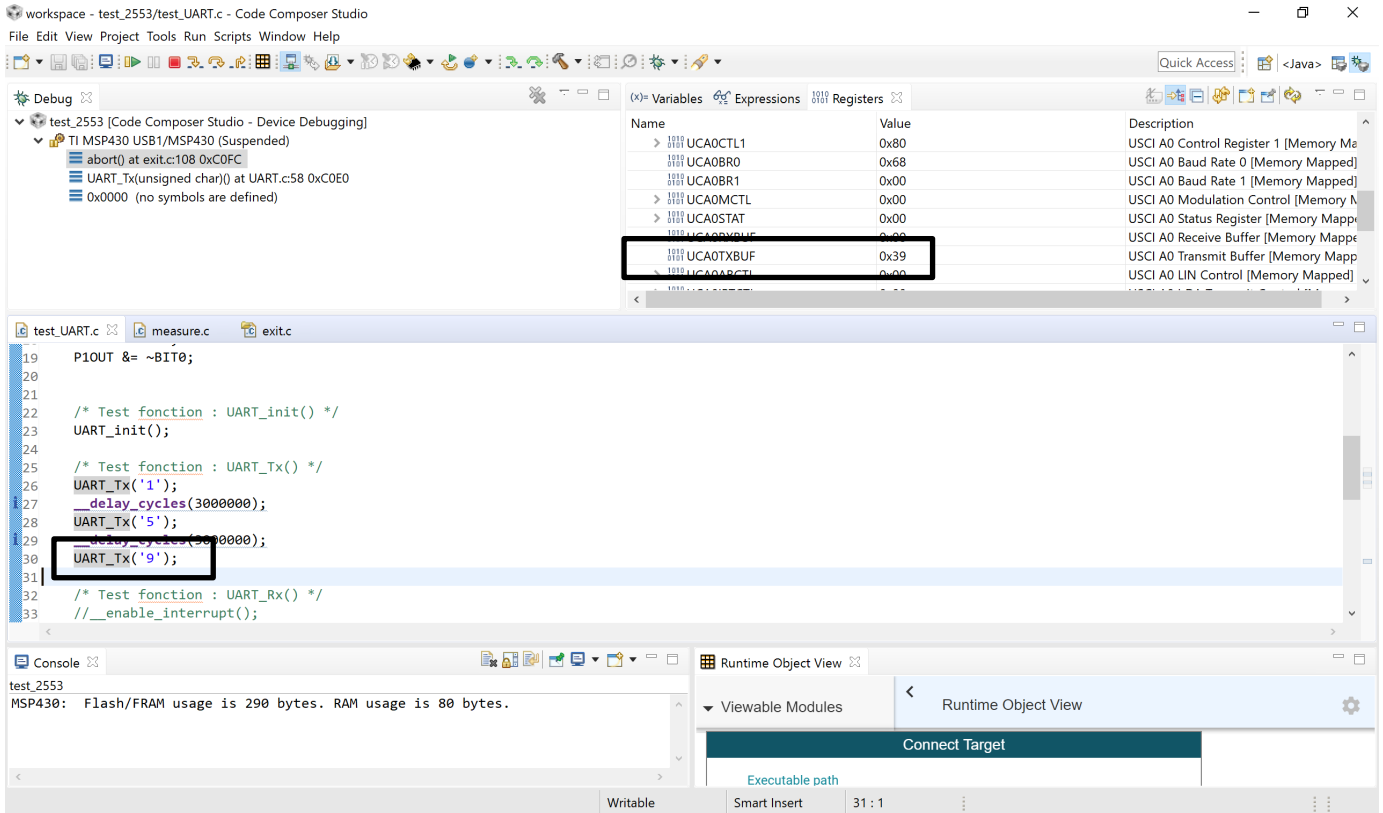 workspace - test_2553/test_UART.c - Code Composer Studio
File Edit View Project Tools Run Scripts Window Help
Quick Access
<Java>
Debug
test_2553 [Code Composer Studio - Device Debugging]
TI MSP430 USB1/MSP430 (Suspended)
abort() at exit.c:108 0xC0FC
UART_Tx(unsigned char)() at UART.c:58 0xC0E0
0x0000 (no symbols are defined)
(x)= Variables Expressions Registers
Name Value Description
UCA0CTL1 0x80 USCI A0 Control Register 1 [Memory Ma
UCA0BR0 0x68 USCI A0 Baud Rate 0 [Memory Mapped]
UCA0BR1 0x00 USCI A0 Baud Rate 1 [Memory Mapped]
UCA0MCTL 0x00 USCI A0 Modulation Control [Memory M
UCA0STAT 0x00 USCI A0 Status Register [Memory Mapp
UCA0RXBUF 0x00 USCI A0 Receive Buffer [Memory Mappe
UCA0TXBUF 0x39 USCI A0 Transmit Buffer [Memory Mapp
UCA0ABCTL 0x00 USCI A0 LIN Control [Memory Mapped]
test_UART.c measure.c exit.c
19 P1OUT &= ~BIT0;
20
21
22 /* Test fonction : UART_init() */
23 UART_init();
24
25 /* Test fonction : UART_Tx() */
26 UART_Tx('1');
27 __delay_cycles(3000000);
28 UART_Tx('5');
29 __delay_cycles(3000000);
30 UART_Tx('9');
31
32 /* Test fonction : UART_Rx() */
33 //__enable_interrupt();
Console
test_2553
MSP430: Flash/FRAM usage is 290 bytes. RAM usage is 80 bytes.
Runtime Object View
Viewable Modules
Runtime Object View
Connect Target
Executable path
Writable Smart Insert 31 : 1